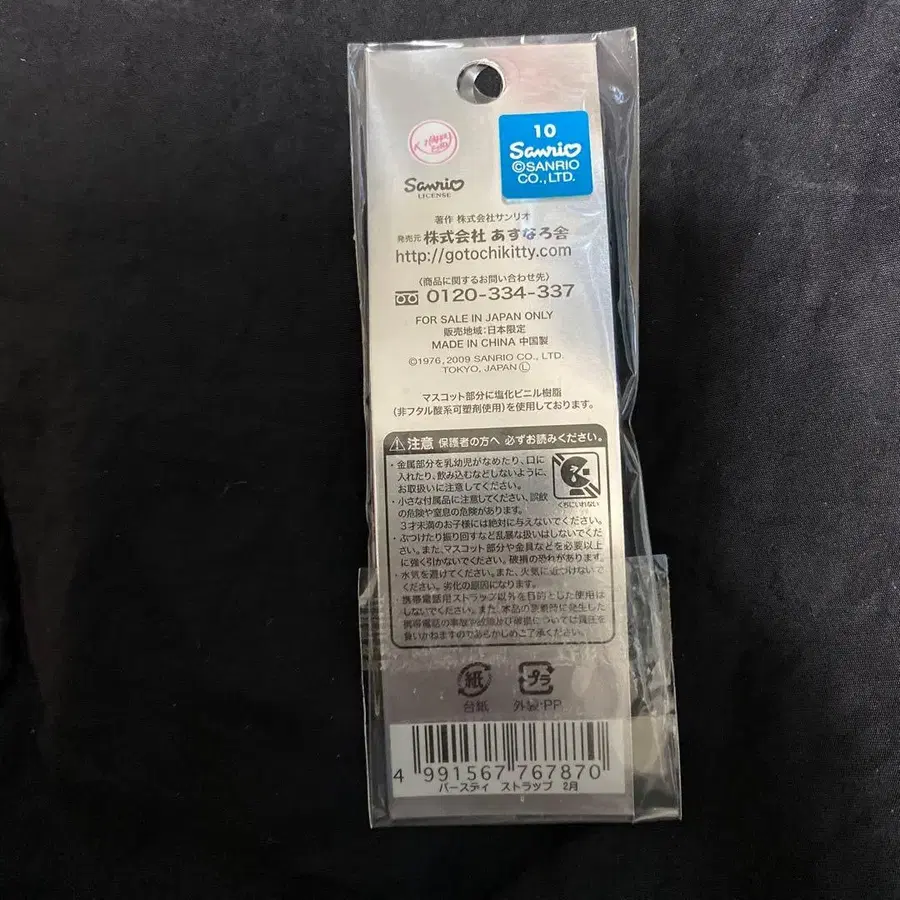 10
Sanrio
©SANRIO
CO.,LTD.
HAPPY
Sanrio
LICENSE
著作 株式会社サンリオ
発売元 株式会社 あすなろ舎
http://gotochikitty.com
〈商品に関するお問い合わせ先〉
0120-334-337
FOR SALE IN JAPAN ONLY
販売地域:日本限定
MADE IN CHINA 中国製
©1976, 2009 SANRIO CO., LTD.
TOKYO, JAPAN Ⓛ
マスコット部分に塩化ビニル樹脂
(非フタル酸系可塑剤使用)を使用しております。
注意 保護者の方へ 必ずお読みください。
・金属部分を乳幼児がなめたり、口に
入れたり、飲み込むなどしないように、
お取扱いに注意してください。
くちにいれない
・小さな付属品に注意してください、誤飲
の危険や窒息の危険があります。
3才未満のお子様には絶対に与えないでください。
・ぶつけたり振り回すなど乱暴な扱いはしないでくだ
さい。また、マスコット部分や金具などを必要以上
に強く引かないでください。破損の恐れがあります。
・水気を避けてください。また、火気に近づけないで
ください。劣化の原因になります。
・携帯電話用ストラップ以外を目的とした使用は
しないでください。また、本品の装着時に発生した
携帯電話の事故や故障及び破損については責任を
負いかねますのであらかじめご了承ください。
紙 プラ
台紙 外袋・PP
4 991567 767870
バースディ ストラップ 2月